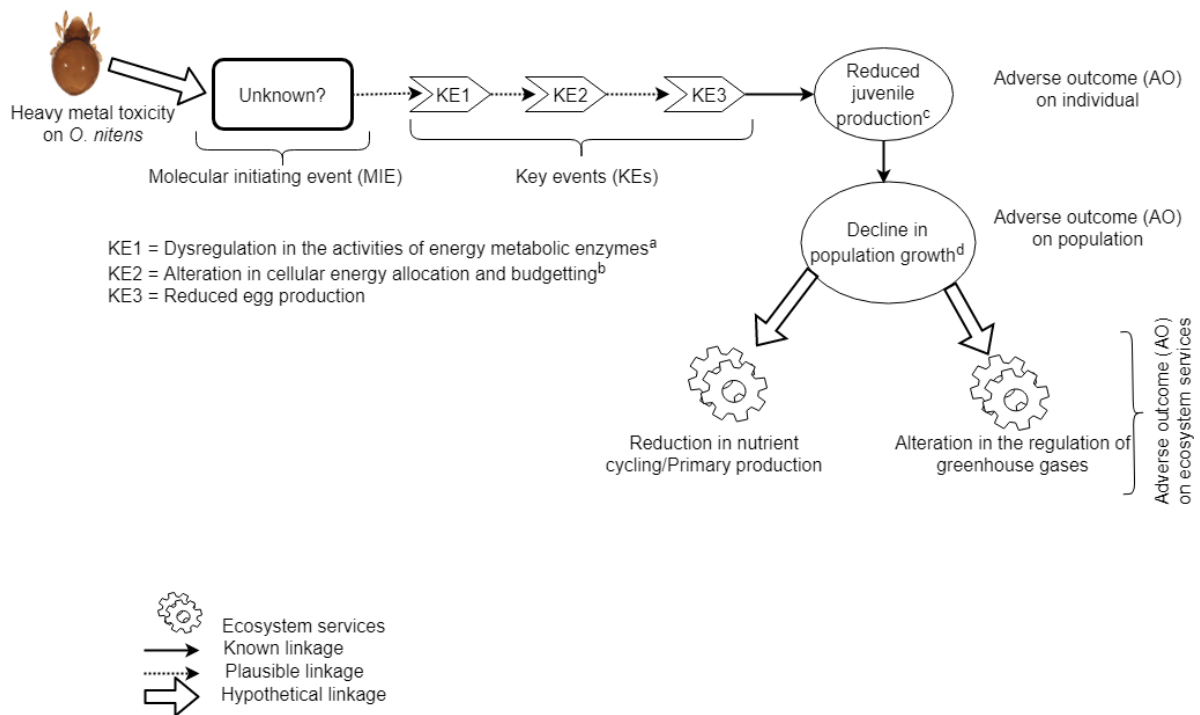 Heavy metal toxicity
on O. nitens
Unknown?
Molecular initiating event (MIE)
KE1
KE2
KE3
Key events (KEs)
Reduced
juvenile
productionᶜ
Adverse outcome (AO)
on individual
Decline in
population growthᵈ
Adverse outcome (AO)
on population
KE1 = Dysregulation in the activities of energy metabolic enzymesᵃ
KE2 = Alteration in cellular energy allocation and budgettingᵇ
KE3 = Reduced egg production
Reduction in nutrient
cycling/Primary production
Alteration in the regulation of
greenhouse gases
Adverse outcome (AO)
on ecosystem services
Ecosystem services
Known linkage
Plausible linkage
Hypothetical linkage